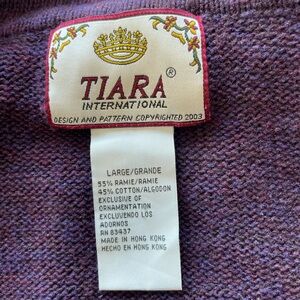 TIARA®
INTERNATIONAL
DESIGN AND PATTERN COPYRIGHTED 2003
LARGE/GRANDE
55% RAMIE/RAMIE
45% COTTON/ALGODON
EXCLUSIVE OF
ORNAMENTATION
EXCLUYENDO LOS
ADORNOS
RN 83437
MADE IN HONG KONG
HECHO EN HONG KONG